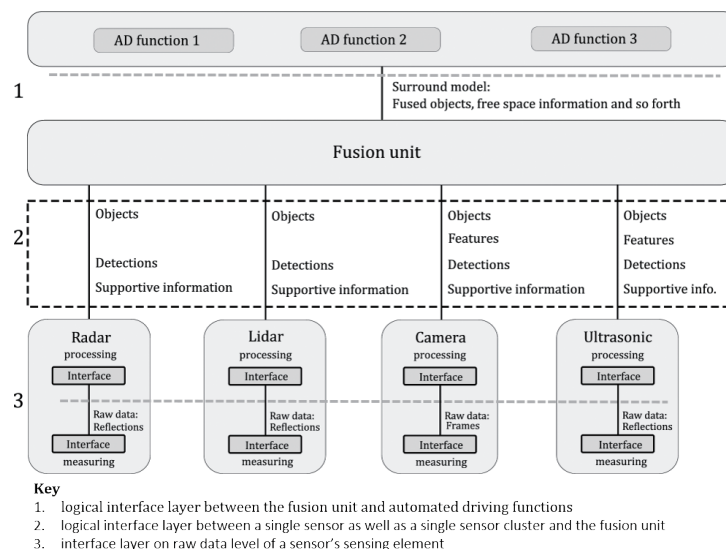 AD function 1 AD function 2 AD function 3
1
Surround model:
Fused objects, free space information and so forth
Fusion unit
2
Objects Objects Objects Objects
Features Features
Detections Detections Detections Detections
Supportive information Supportive information Supportive information Supportive info.
Radar Lidar Camera Ultrasonic
processing processing processing processing
Interface Interface Interface Interface
3
Raw data: Raw data: Raw data: Raw data:
Reflections Reflections Frames Reflections
Interface Interface Interface Interface
measuring measuring measuring measuring
Key
1. logical interface layer between the fusion unit and automated driving functions
2. logical interface layer between a single sensor as well as a single sensor cluster and the fusion unit
3. interface layer on raw data level of a sensor's sensing element